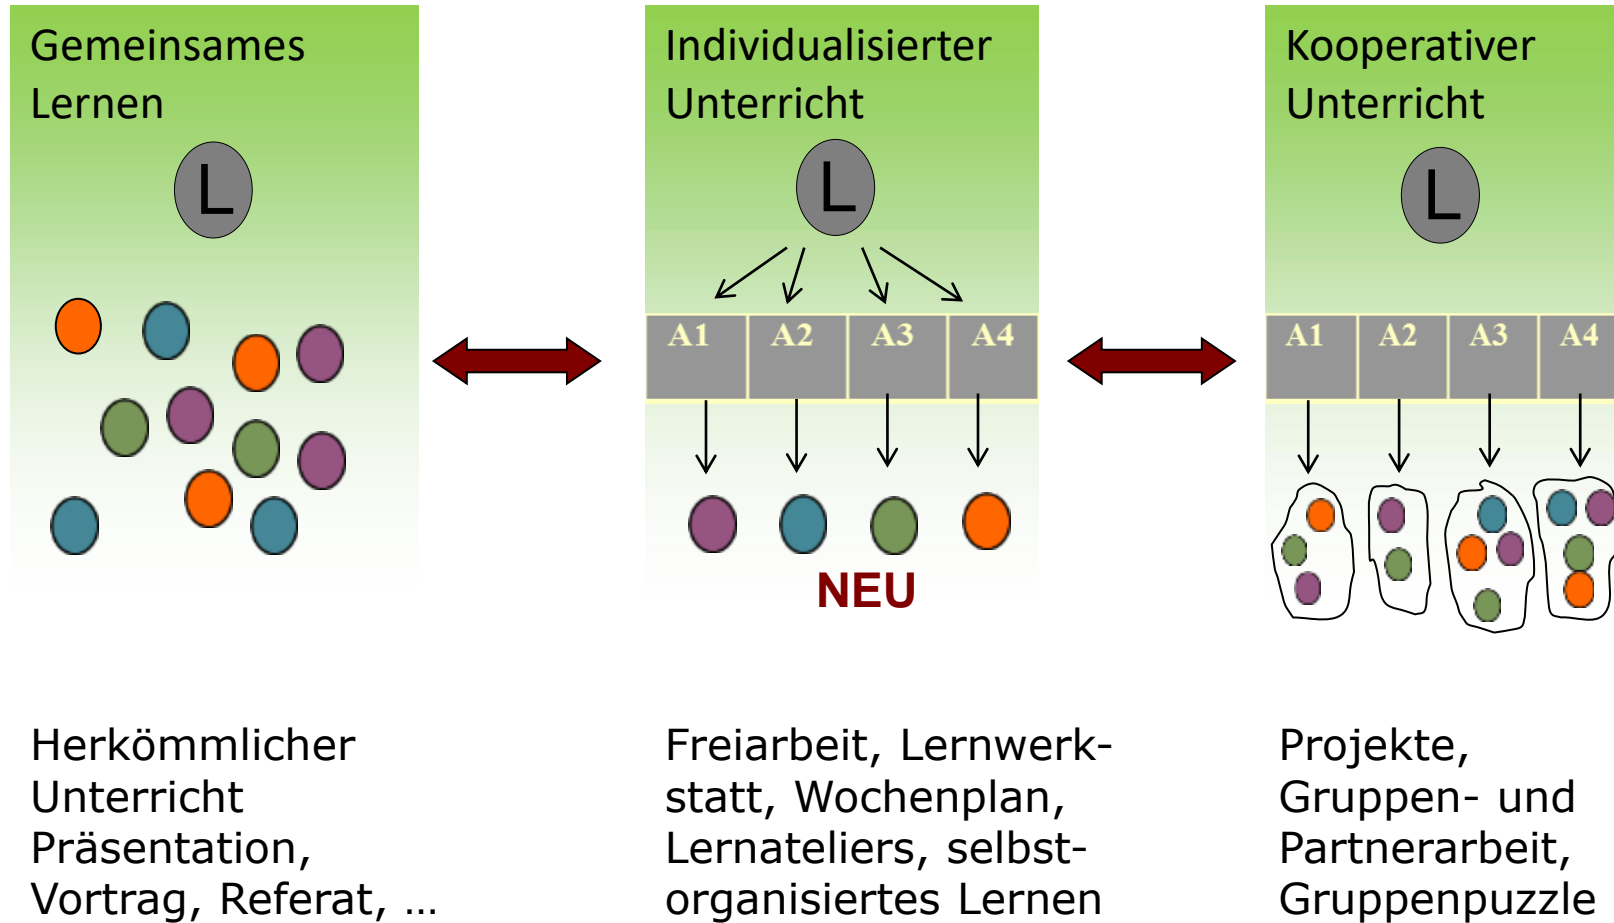 Gemeinsames
Lernen
L
Herkömmlicher
Unterricht
Präsentation,
Vortrag, Referat, ...
Individualisierter
Unterricht
L
A1 A2 A3 A4
NEU
Freiarbeit, Lernwerk-
statt, Wochenplan,
Lernateliers, selbst-
organisiertes Lernen
Kooperativer
Unterricht
L
A1 A2 A3 A4
Projekte,
Gruppen- und
Partnerarbeit,
Gruppenpuzzle